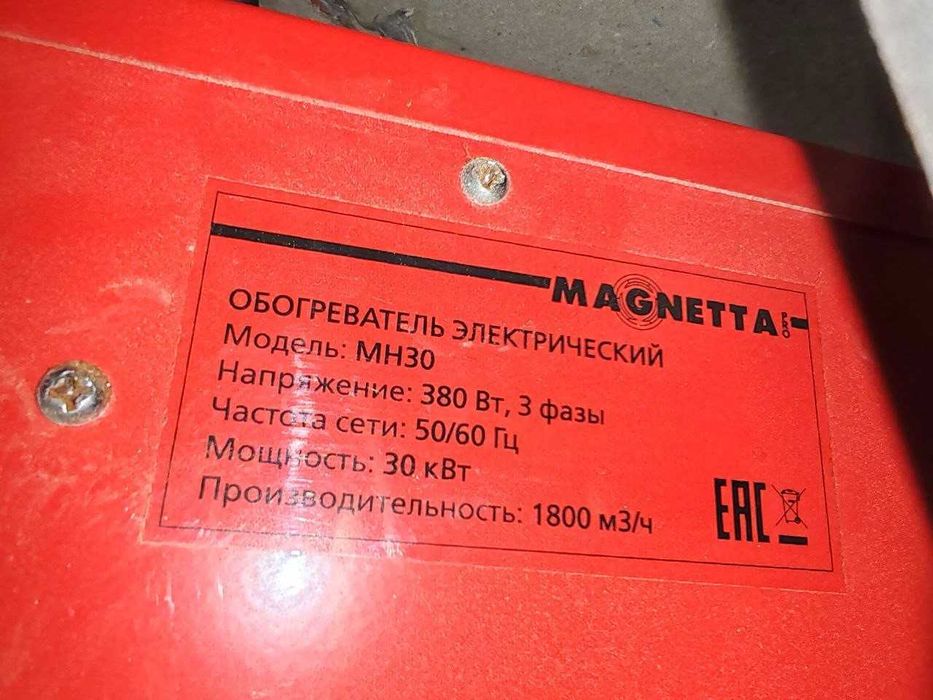 MAGNETTA PRO
ОБОГРЕВАТЕЛЬ ЭЛЕКТРИЧЕСКИЙ
Модель: MH30
Напряжение: 380 Вт, 3 фазы
Частота сети: 50/60 Гц
Мощность: 30 кВт
Производительность: 1800 м3/ч
EAC